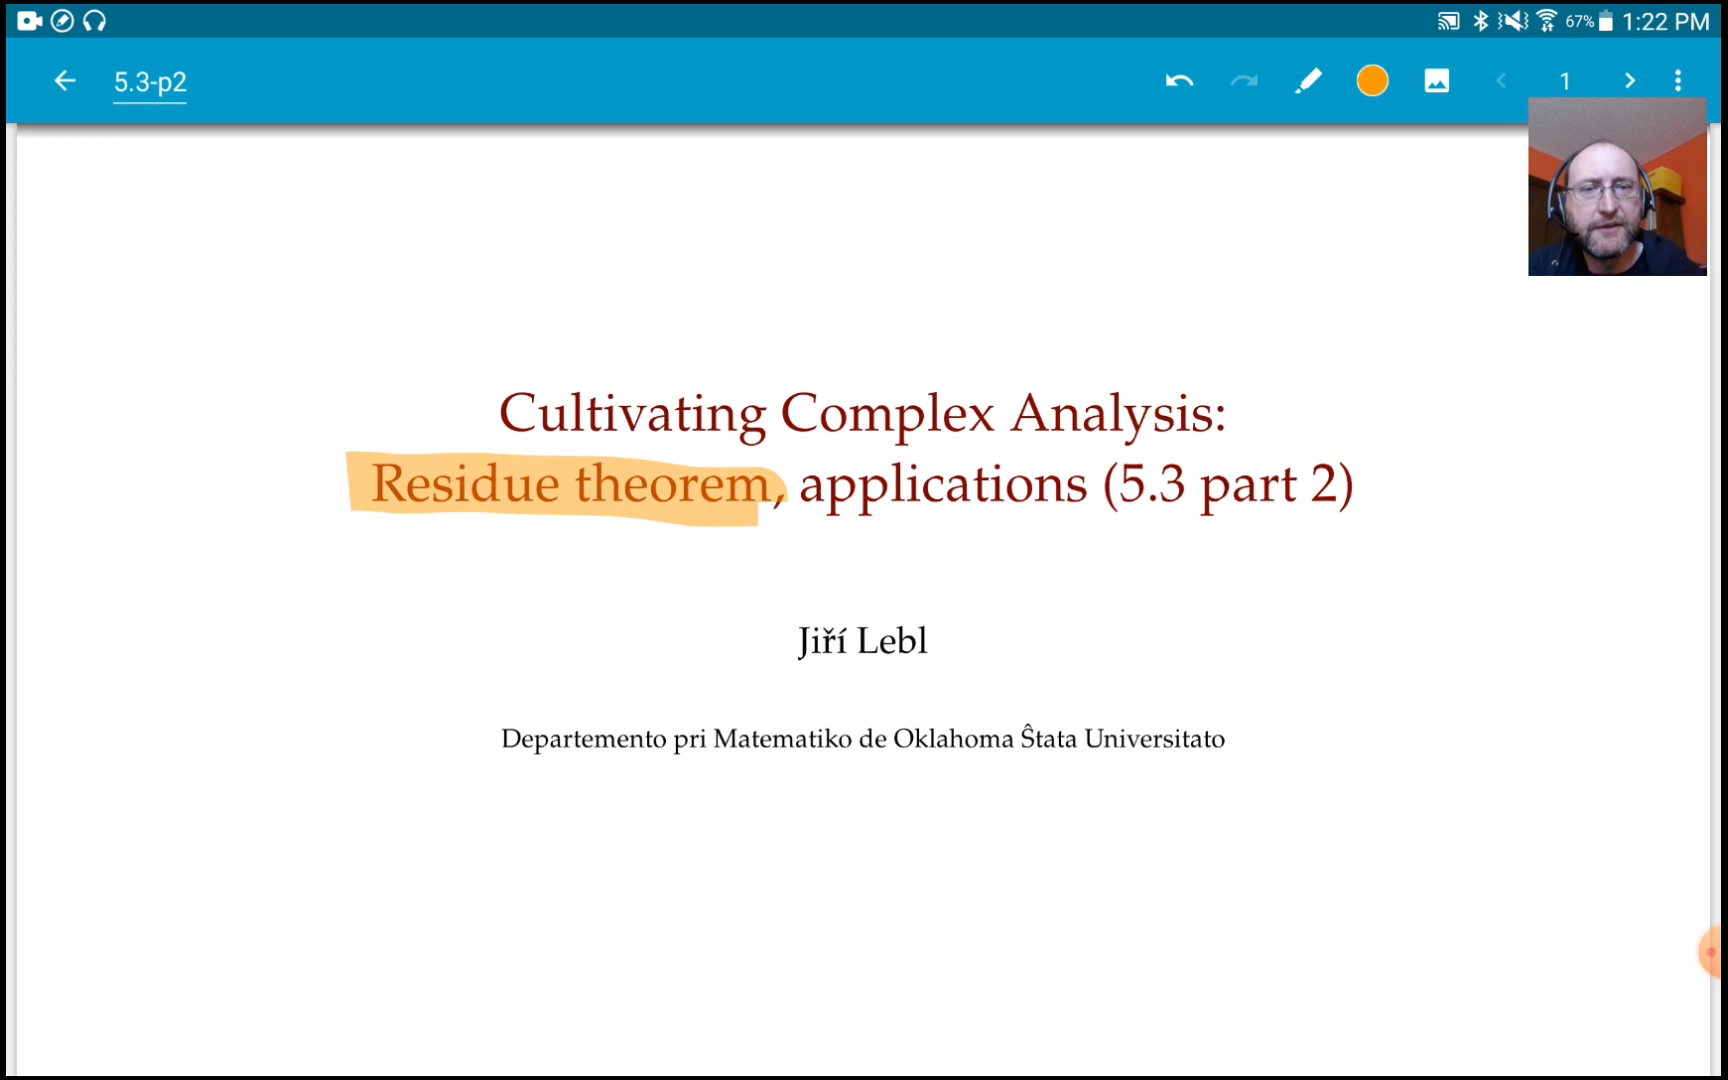 67% 1:22 PM
5.3-p2
1
Cultivating Complex Analysis:
Residue theorem, applications (5.3 part 2)
Jiří Lebl
Departemento pri Matematiko de Oklahoma Ŝtata Universitato